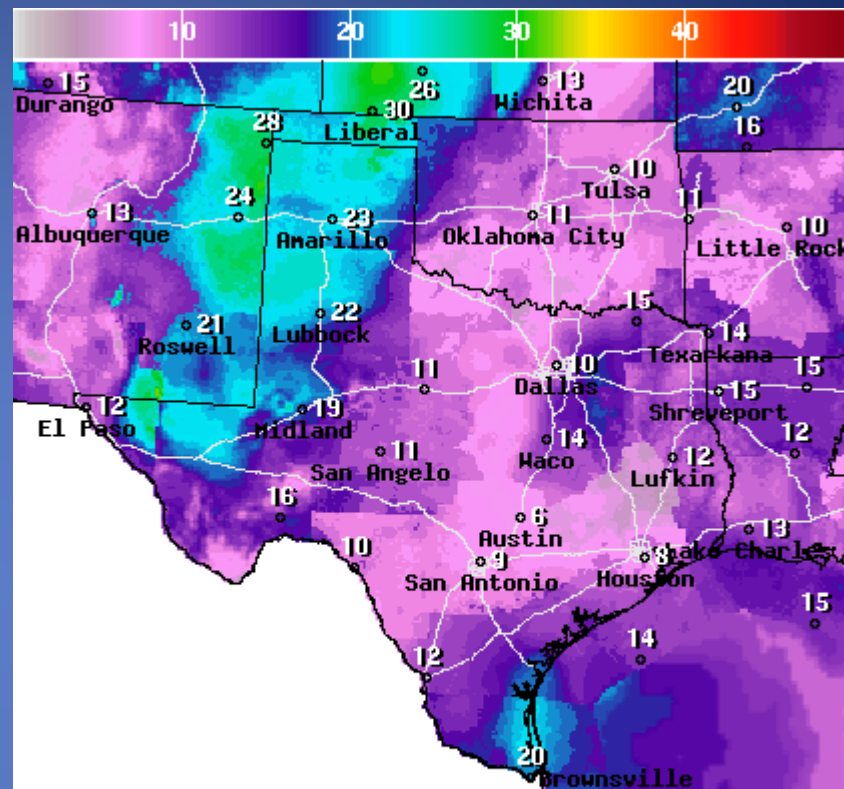 10 20 30 40
15
Durango
26
13
Wichita
20
30
Liberal
28
16
10
Tulsa
13
Albuquerque
24
23
Amarillo
11
Oklahoma City
11
10
Little Rock
21
Roswell
22
Lubbock
15
14
Texarkana
11
10
Dallas
15
Shreveport
15
12
El Paso
19
Midland
11
San Angelo
14
Waco
12
Lufkin
12
16
6
Austin
13
Lake Charles
10
9
San Antonio
8
Houston
15
12
14
20
Brownsville